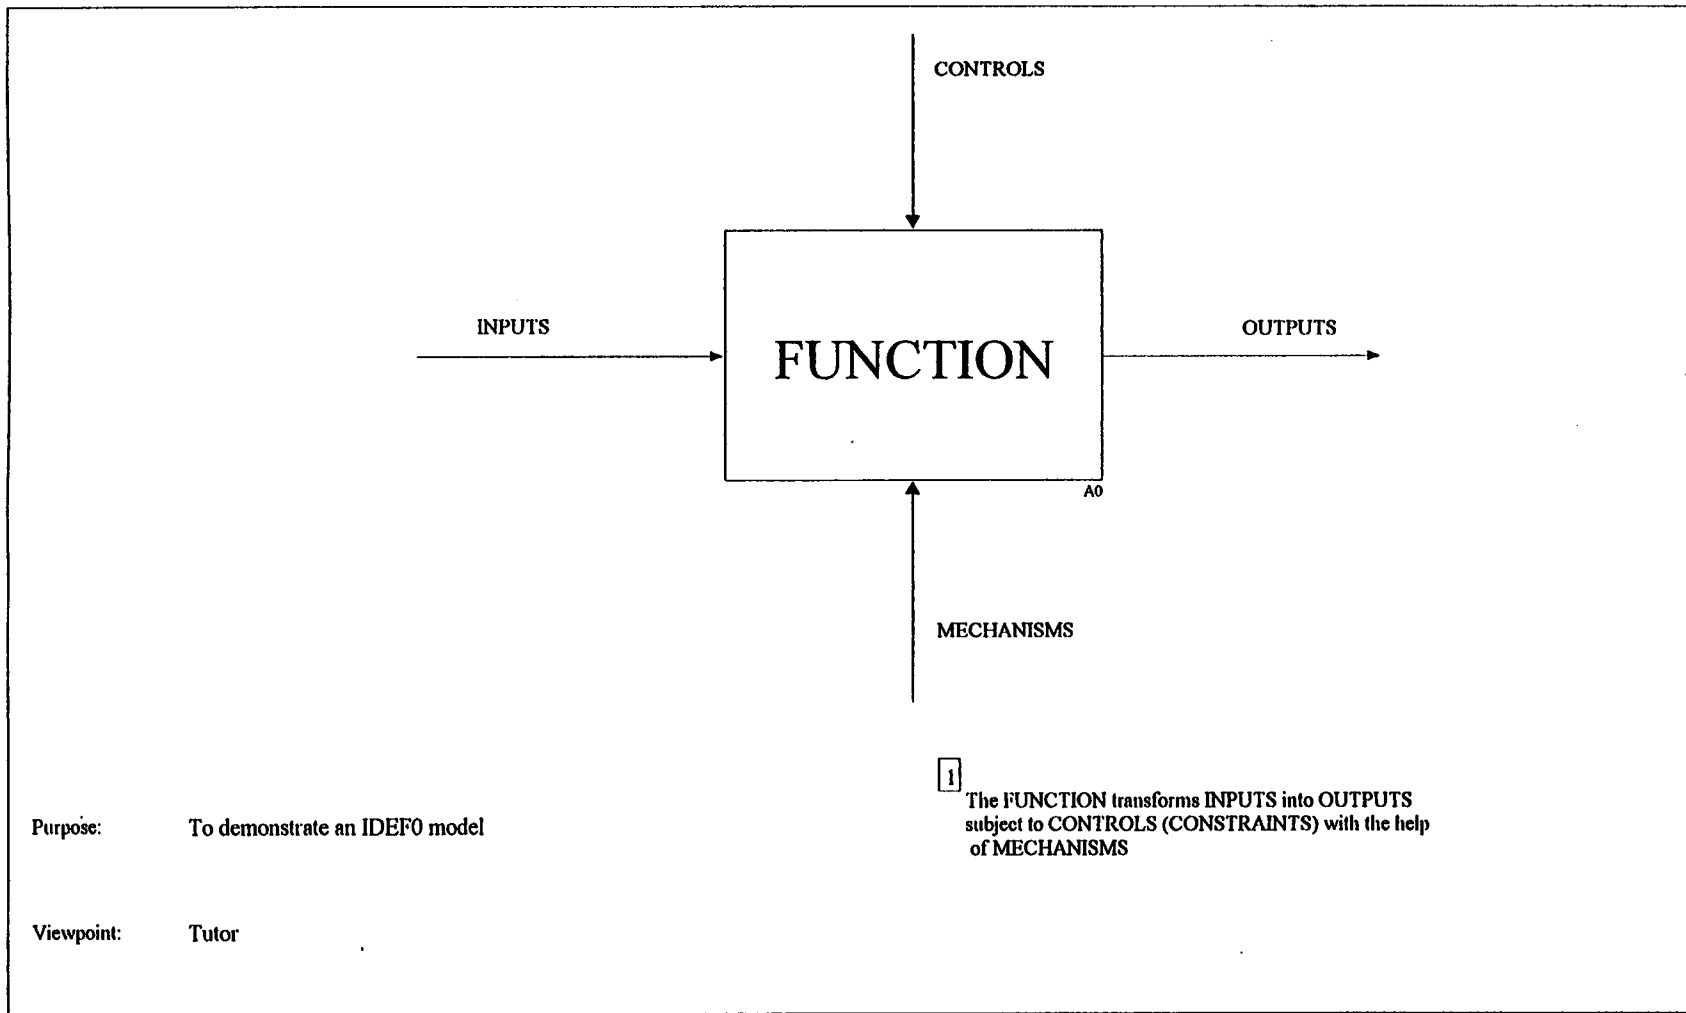 CONTROLS
INPUTS
OUTPUTS
FUNCTION
A0
MECHANISMS
1
The FUNCTION transforms INPUTS into OUTPUTS
subject to CONTROLS (CONSTRAINTS) with the help
of MECHANISMS
Purpose: To demonstrate an IDEF0 model
Viewpoint: Tutor